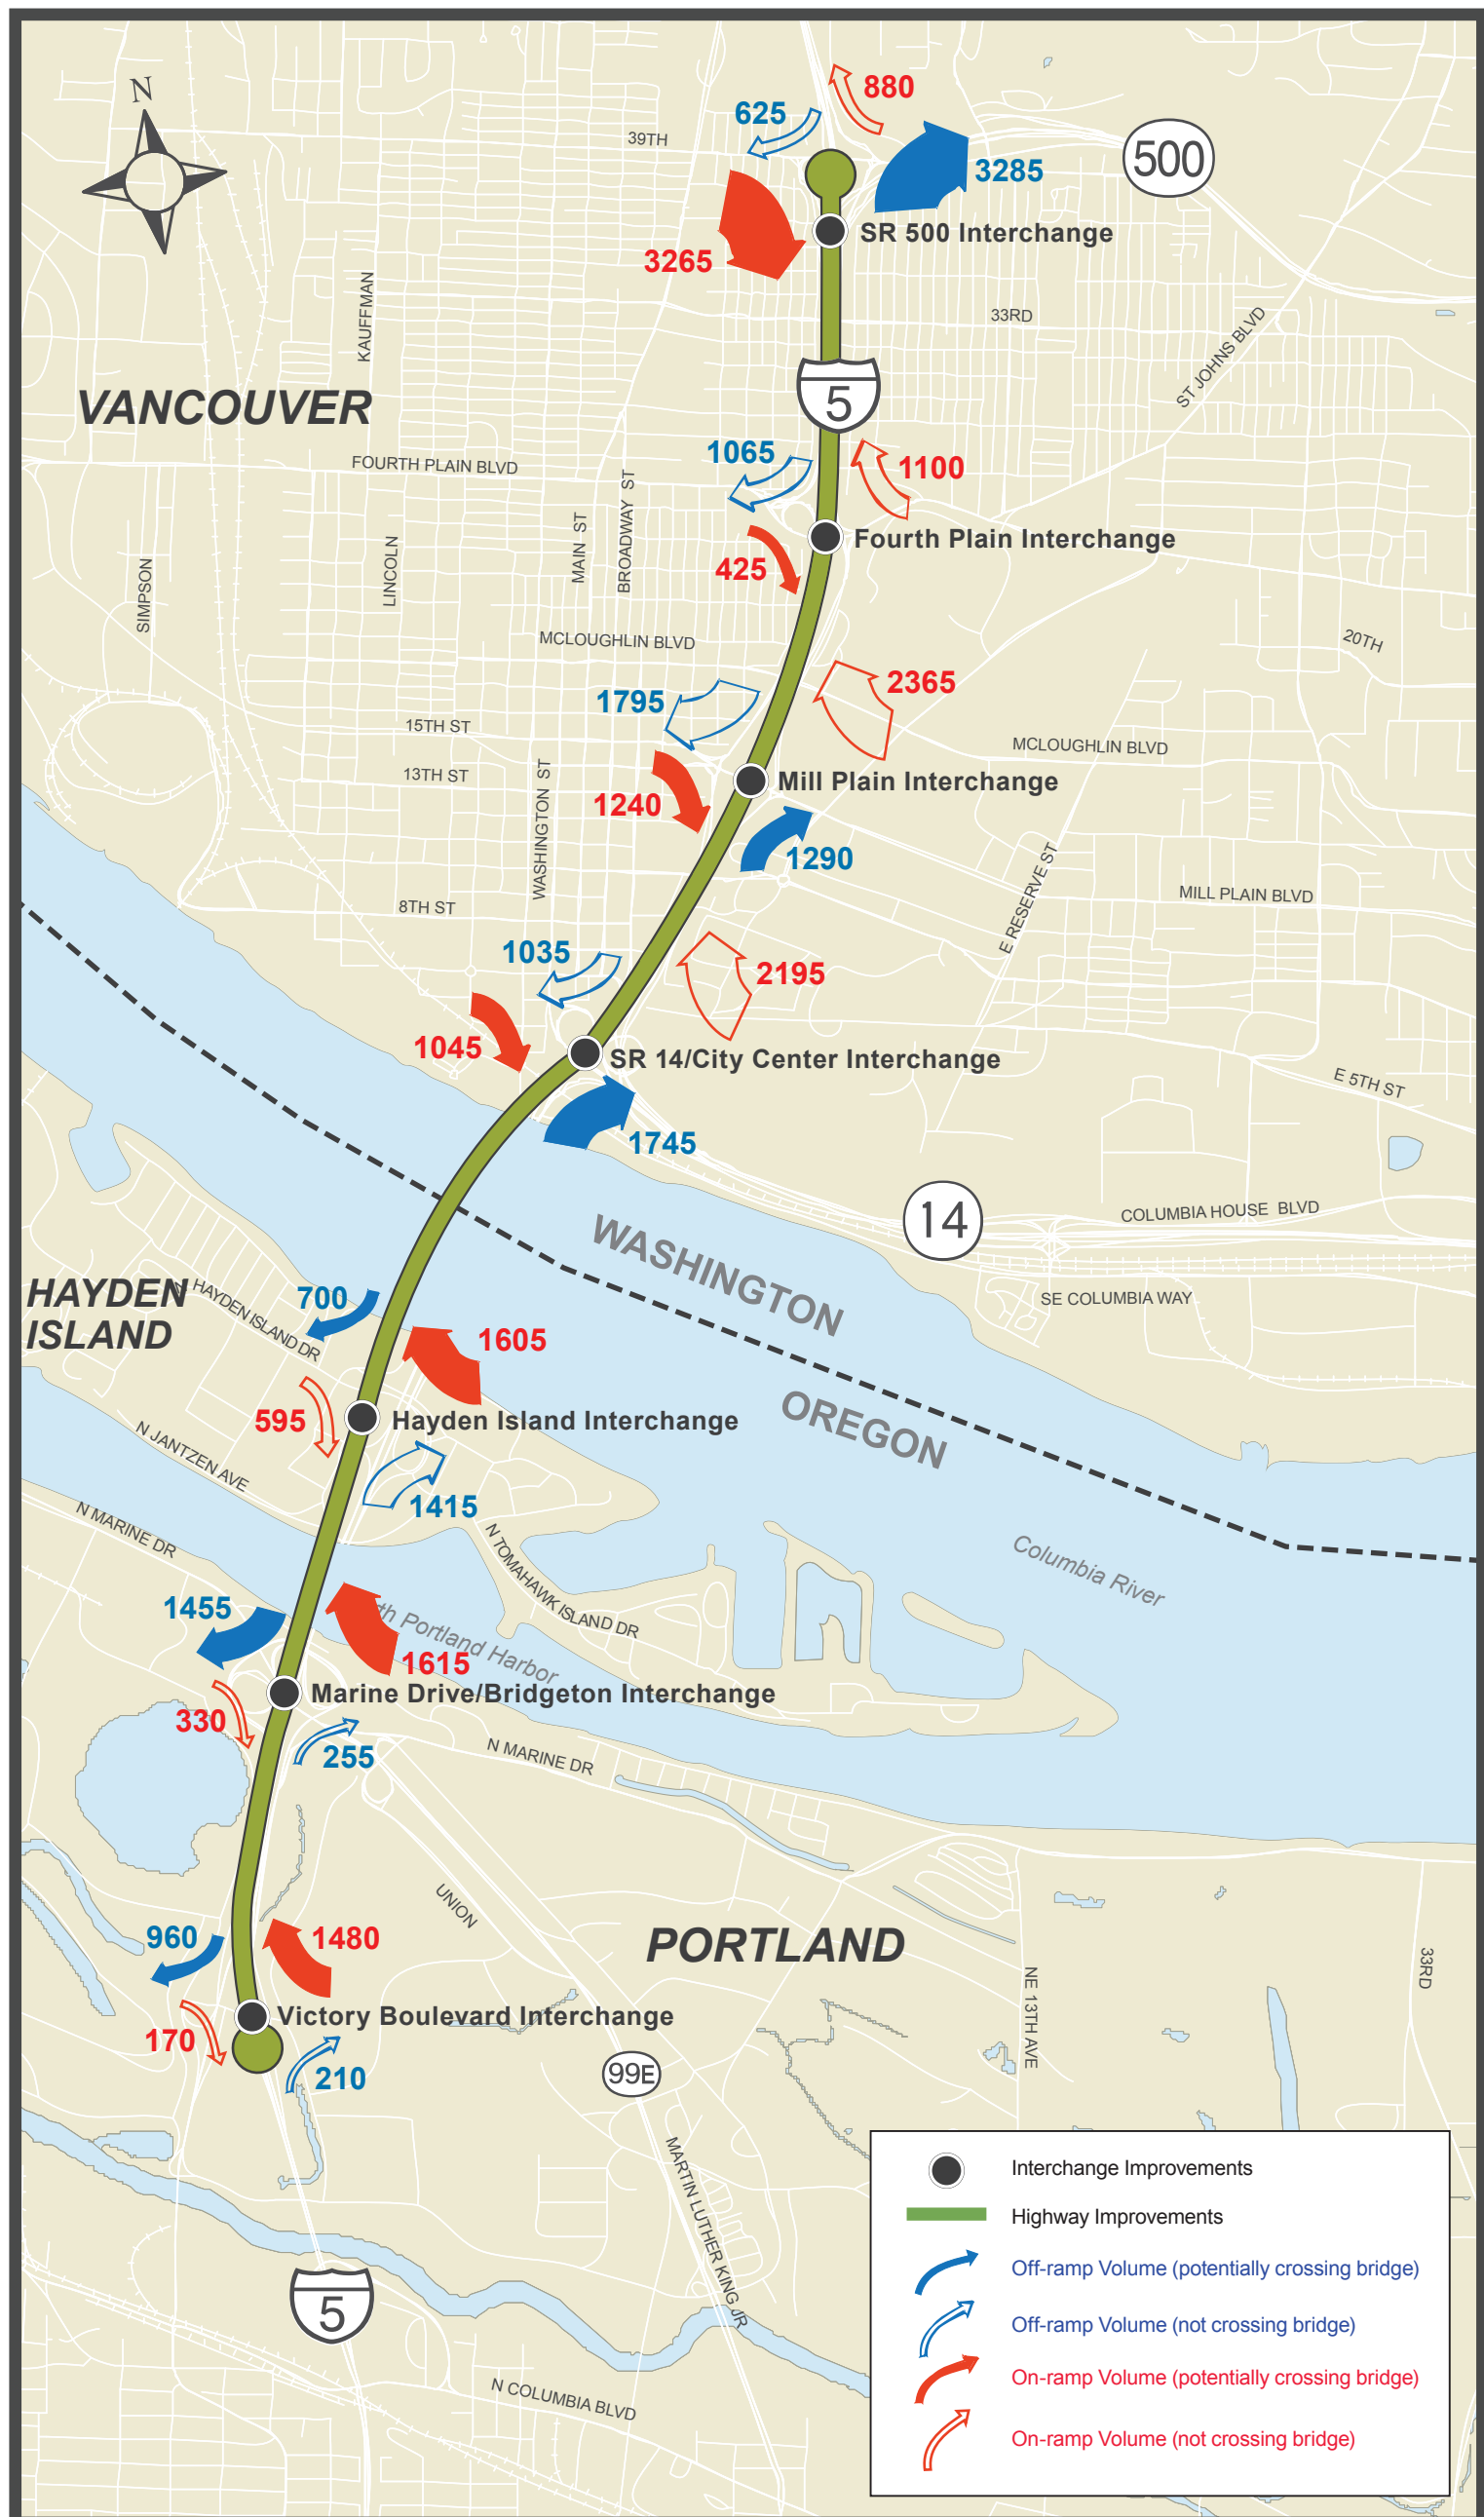 N
880
625
39TH
500
3285
SR 500 Interchange
3265
KAUFFMAN
33RD
ST JOHNS BLVD
5
VANCOUVER
1065
1100
FOURTH PLAIN BLVD
BROADWAY ST
MAIN ST
LINCOLN
SIMPSON
Fourth Plain Interchange
425
MCLOUGHLIN BLVD
20TH
2365
1795
15TH ST
MCLOUGHLIN BLVD
13TH ST
Mill Plain Interchange
1240
WASHINGTON ST
1290
E RESERVE ST
MILL PLAIN BLVD
8TH ST
1035
2195
1045
SR 14/City Center Interchange
E 5TH ST
1745
14
COLUMBIA HOUSE BLVD
WASHINGTON
HAYDEN
ISLAND
N HAYDEN ISLAND DR
700
SE COLUMBIA WAY
1605
OREGON
595
Hayden Island Interchange
N JANTZEN AVE
1415
N MARINE DR
N TOMAHAWK ISLAND DR
Columbia River
1455
th Portland Harbor
1615
Marine Drive/Bridgeton Interchange
330
255
N MARINE DR
UNION
960
1480
PORTLAND
33RD
NE 13TH AVE
Victory Boulevard Interchange
170
210
99E
MARTIN LUTHER KING JR
5
N COLUMBIA BLVD
Interchange Improvements
Highway Improvements
Off-ramp Volume (potentially crossing bridge)
Off-ramp Volume (not crossing bridge)
On-ramp Volume (potentially crossing bridge)
On-ramp Volume (not crossing bridge)